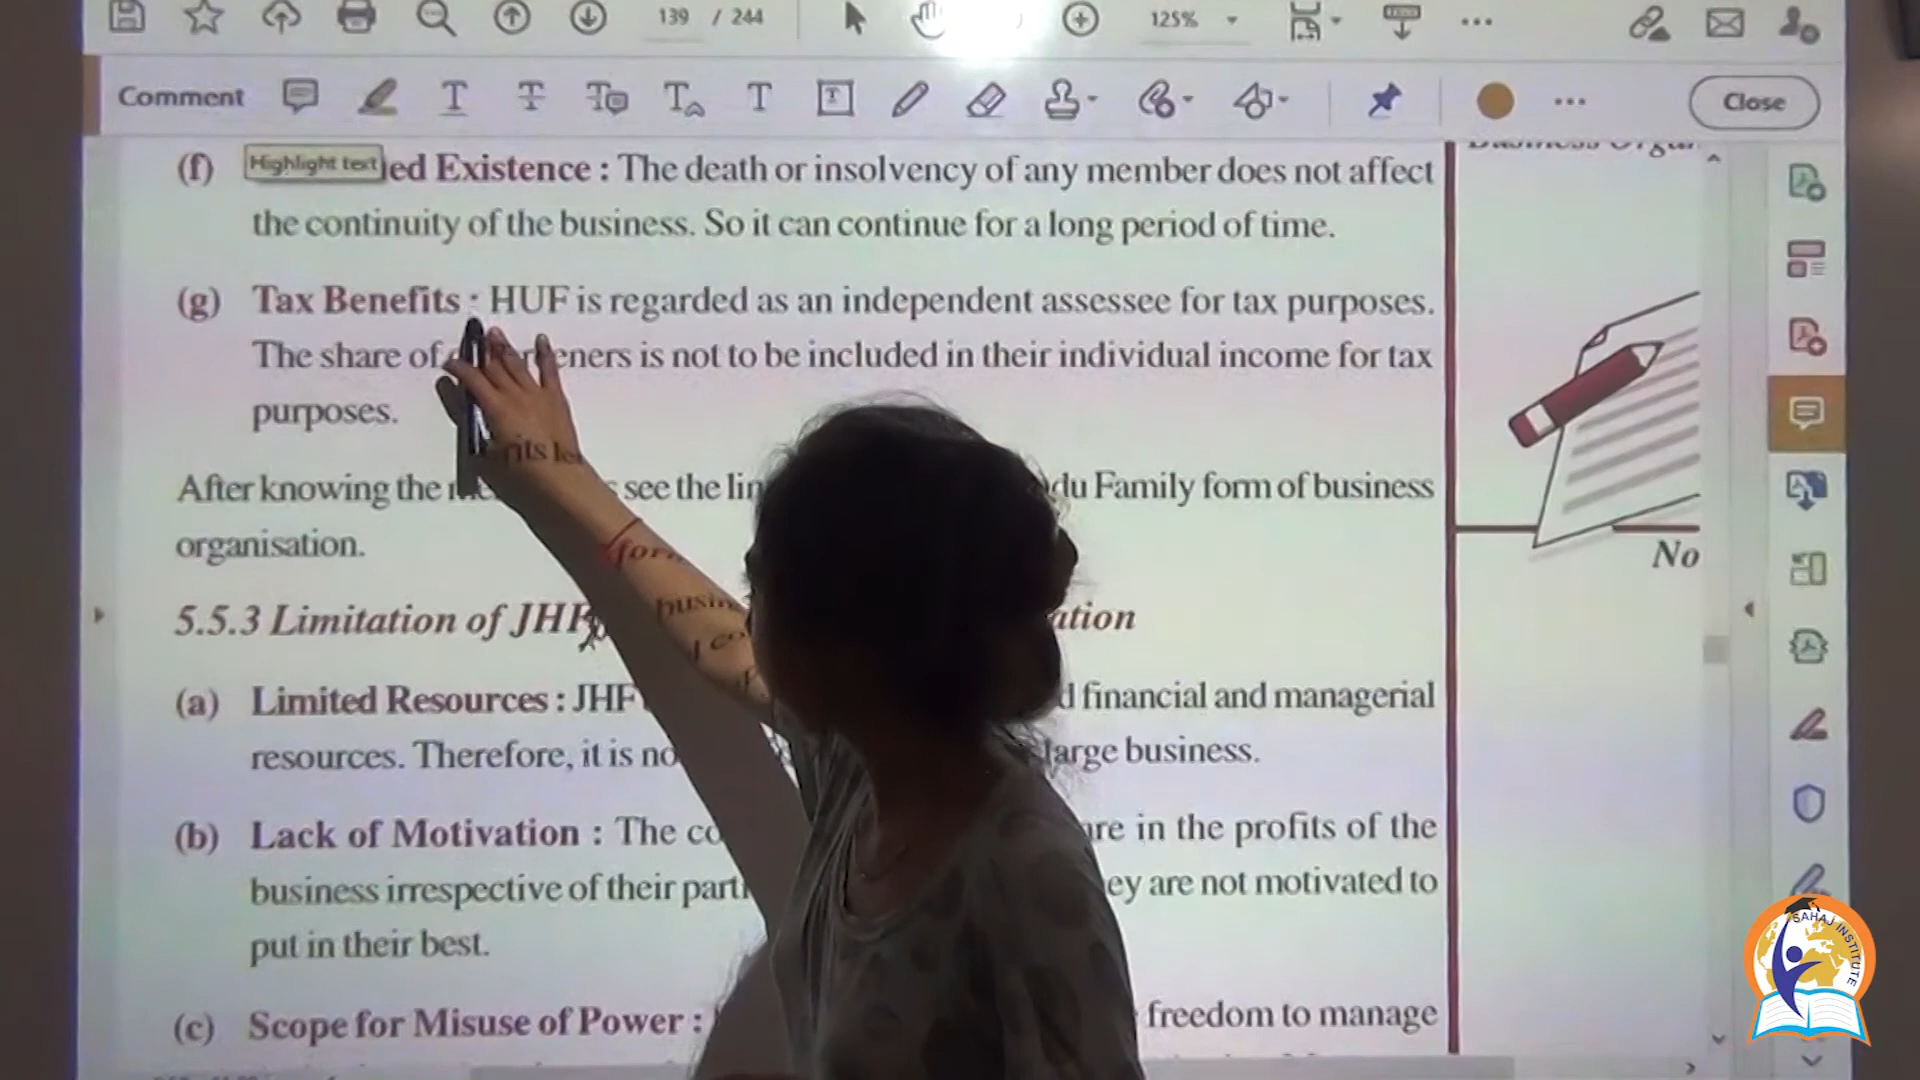 139 / 244
125%
Comment
Close
Highlight text
(f) ed Existence : The death or insolvency of any member does not affect
the continuity of the business. So it can continue for a long period of time.
(g) Tax Benefits : HUF is regarded as an independent assessee for tax purposes.
The share of eners is not to be included in their individual income for tax
purposes.
After knowing the see the du Family form of business
organisation.
No
5.5.3 Limitation of JHF ation
(a) Limited Resources : JHF financial and managerial
resources. Therefore, it is large business.
(b) Lack of Motivation : The in the profits of the
business irrespective of their are not motivated to
put in their best.
(c) Scope for Misuse of Power : freedom to manage
SAHAJ INSTITUTE